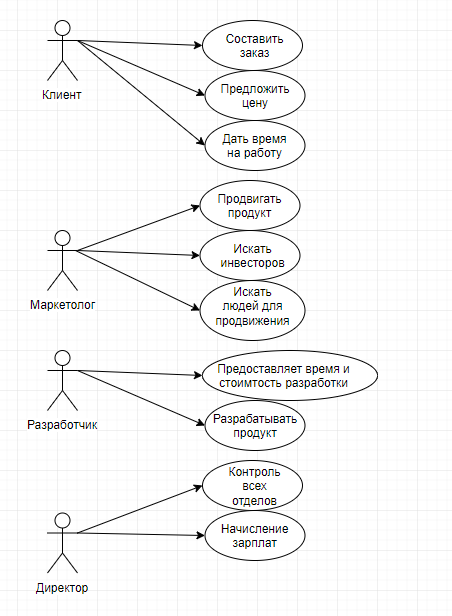 Составить
заказ
Клиент
Предложить
цену
Дать время
на работу
Продвигать
продукт
Искать
инвесторов
Маркетолог
Искать
людей для
продвижения
Предоставляет время и
стоимтость разработки
Разработчик
Разрабатывать
продукт
Контроль
всех
отделов
Начисление
зарплат
Директор